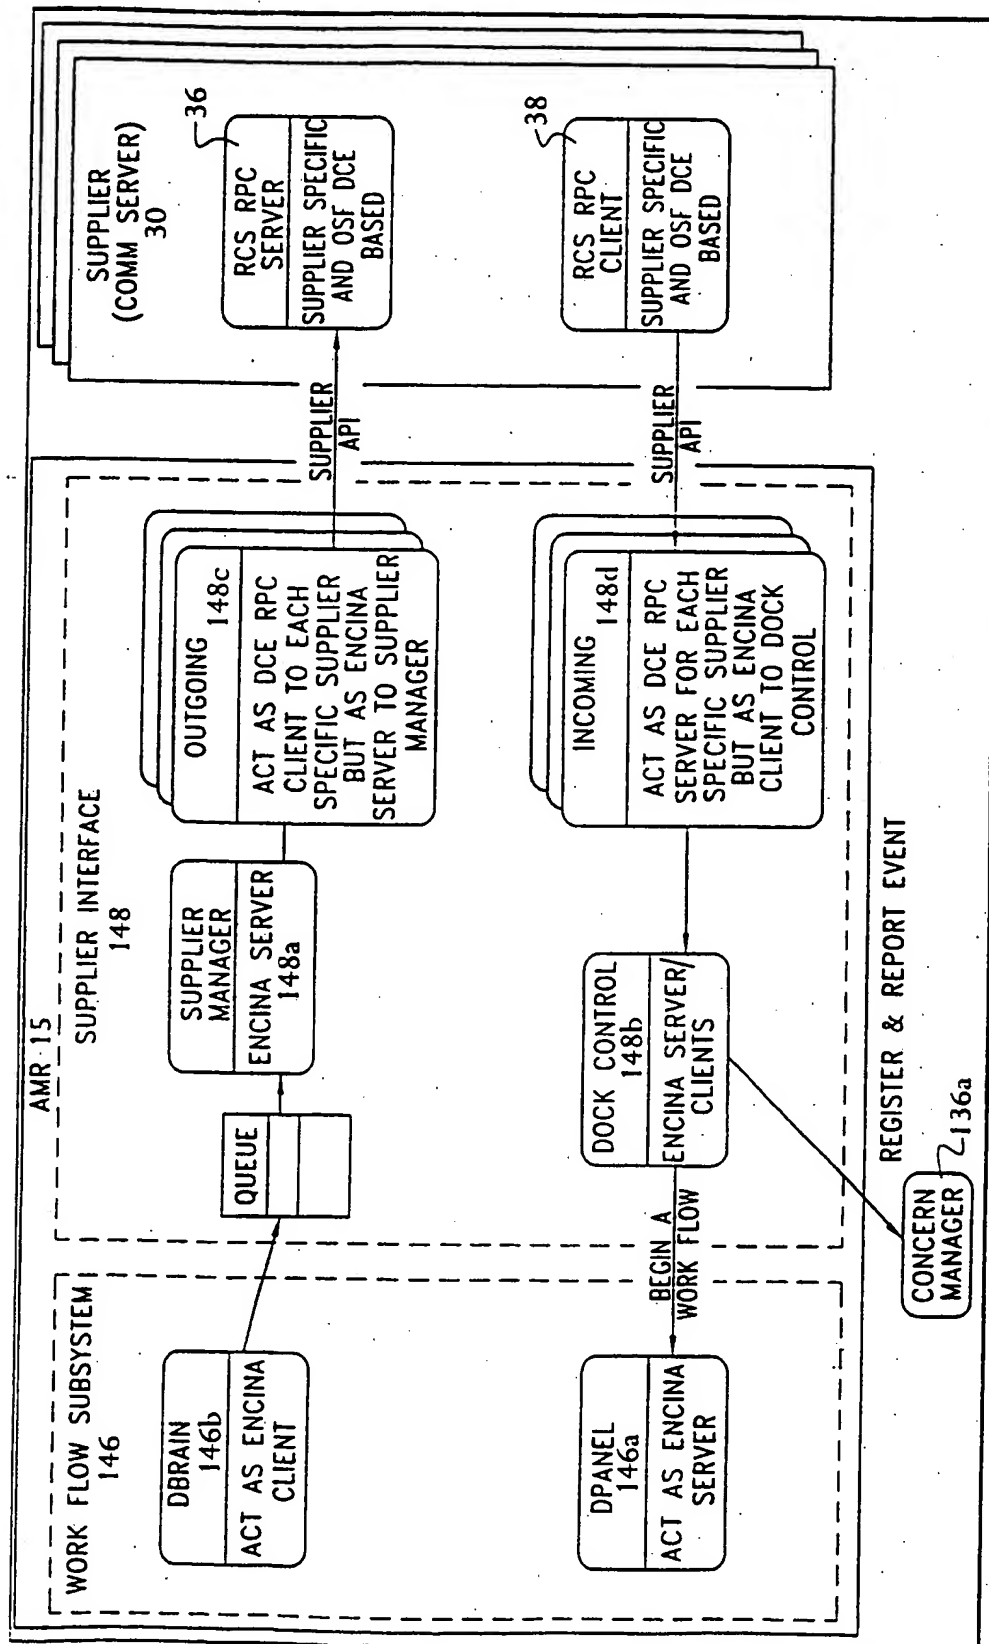 AMR 15
WORK FLOW SUBSYSTEM
146
DBRAIN
146b
ACT AS ENCINA
CLIENT
DPANEL
146a
ACT AS ENCINA
SERVER
SUPPLIER INTERFACE
148
QUEUE
SUPPLIER
MANAGER
ENCINA SERVER
148a
OUTGOING
148c
ACT AS DCE RPC
CLIENT TO EACH
SPECIFIC SUPPLIER
BUT AS ENCINA
SERVER TO SUPPLIER
MANAGER
BEGIN A
WORK FLOW
DOCK CONTROL
148b
ENCINA SERVER/
CLIENTS
INCOMING
148d
ACT AS DCE RPC
SERVER FOR EACH
SPECIFIC SUPPLIER
BUT AS ENCINA
CLIENT TO DOCK
CONTROL
SUPPLIER
API
SUPPLIER
API
SUPPLIER
(COMM SERVER)
30
36
RCS RPC
SERVER
SUPPLIER SPECIFIC
AND OSF DCE
BASED
38
RCS RPC
CLIENT
SUPPLIER SPECIFIC
AND OSF DCE
BASED
REGISTER & REPORT EVENT
CONCERN
MANAGER
136a